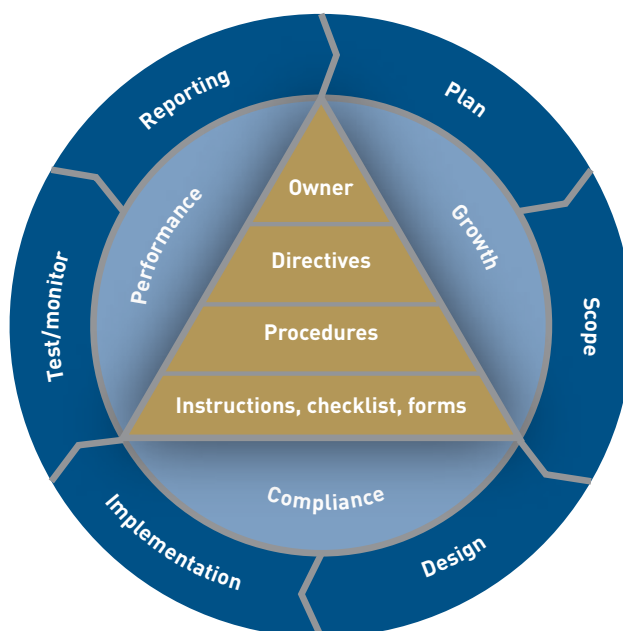 Reporting
Plan
Owner
Performance
Growth
Directives
Test/monitor
Scope
Procedures
Instructions, checklist, forms
Compliance
Implementation
Design